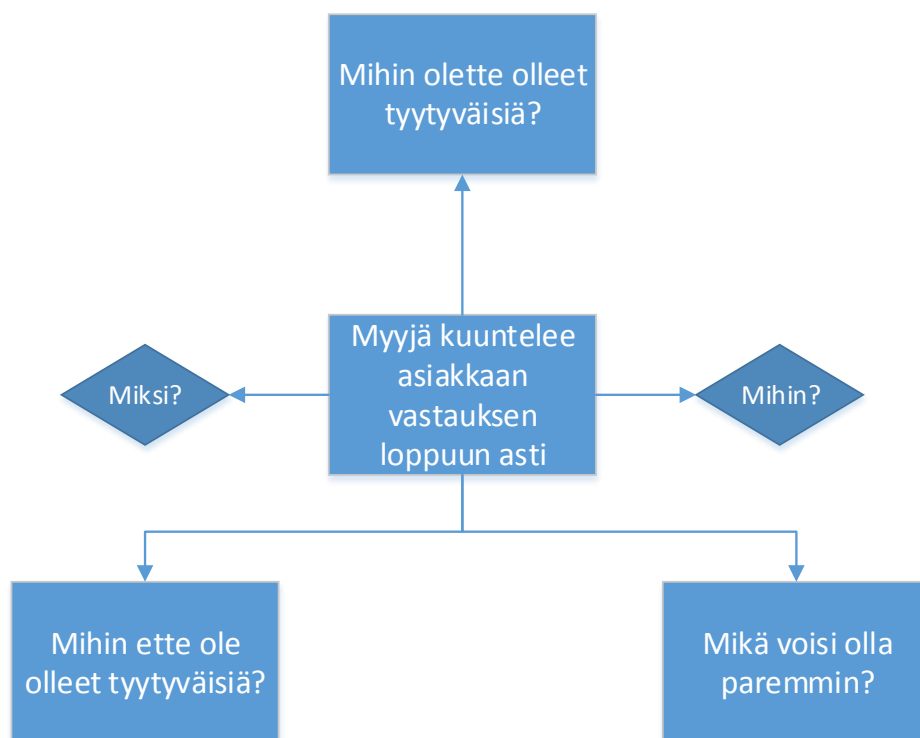 Mihin olette olleet
tyytyväisiä?
Myyjä kuuntelee
asiakkaan
vastauksen
loppuun asti
Miksi?
Mihin?
Mihin ette ole
olleet tyytyväisiä?
Mikä voisi olla
paremmin?